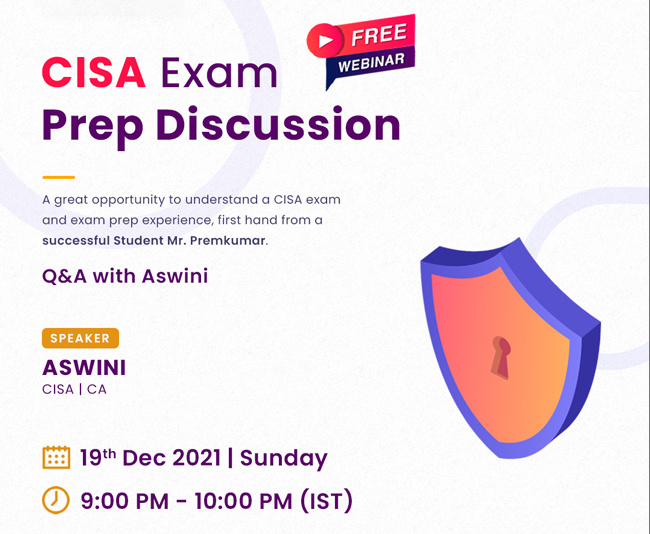 FREE
WEBINAR
CISA Exam
Prep Discussion
A great opportunity to understand a CISA exam
and exam prep experience, first hand from a
successful Student Mr. Premkumar.
Q&A with Aswini
SPEAKER
ASWINI
CISA | CA
19th Dec 2021 | Sunday
9:00 PM - 10:00 PM (IST)